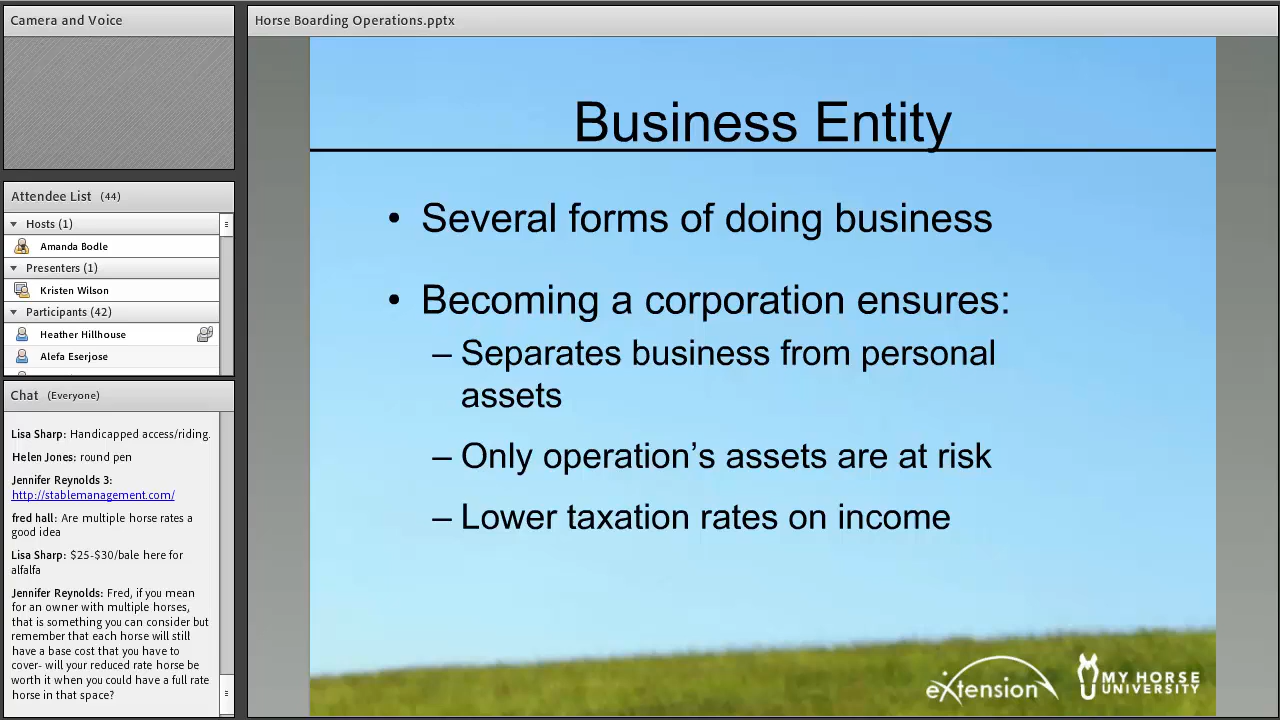 Camera and Voice
Attendee List (44)
Hosts (1)
Amanda Bodle
Presenters (1)
Kristen Wilson
Participants (42)
Heather Hillhouse
Alefa Eserjose
Chat (Everyone)
Lisa Sharp: Handicapped access/riding.
Helen Jones: round pen
Jennifer Reynolds 3:
http://stablemanagement.com/
fred hall: Are multiple horse rates a
good idea
Lisa Sharp: $25-$30/bale here for
alfalfa
Jennifer Reynolds: Fred, if you mean
for an owner with multiple horses,
that is something you can consider but
remember that each horse will still
have a base cost that you have to
cover- will your reduced rate horse be
worth it when you could have a full rate
horse in that space?
Horse Boarding Operations.pptx
Business Entity
• Several forms of doing business
• Becoming a corporation ensures:
– Separates business from personal
assets
– Only operation’s assets are at risk
– Lower taxation rates on income
eXtension
MY HORSE
UNIVERSITY